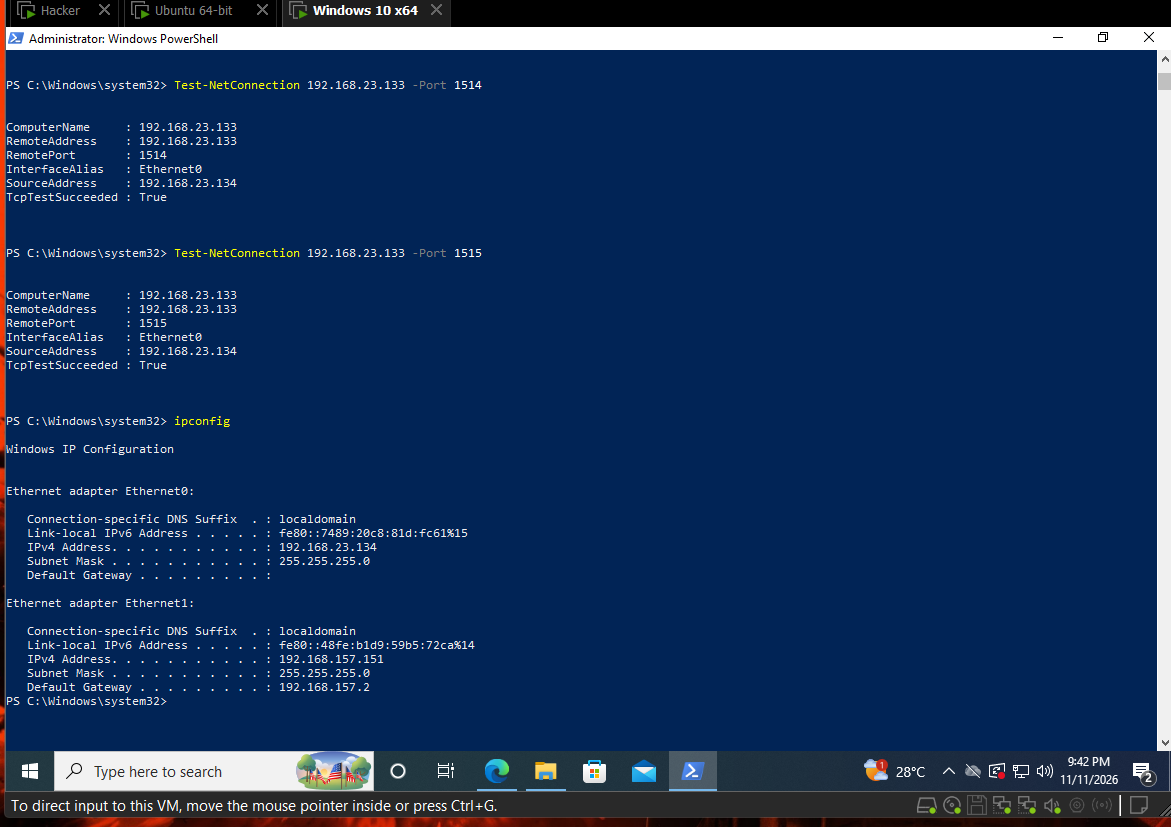 Hacker
Ubuntu 64-bit
Windows 10 x64
Administrator: Windows PowerShell
PS C:\Windows\system32> Test-NetConnection 192.168.23.133 -Port 1514
ComputerName     : 192.168.23.133
RemoteAddress    : 192.168.23.133
RemotePort       : 1514
InterfaceAlias   : Ethernet0
SourceAddress    : 192.168.23.134
TcpTestSucceeded : True
PS C:\Windows\system32> Test-NetConnection 192.168.23.133 -Port 1515
ComputerName     : 192.168.23.133
RemoteAddress    : 192.168.23.133
RemotePort       : 1515
InterfaceAlias   : Ethernet0
SourceAddress    : 192.168.23.134
TcpTestSucceeded : True
PS C:\Windows\system32> ipconfig
Windows IP Configuration
Ethernet adapter Ethernet0:
   Connection-specific DNS Suffix  . : localdomain
   Link-local IPv6 Address . . . . . : fe80::7489:20c8:81d:fc61%15
   IPv4 Address. . . . . . . . . . . : 192.168.23.134
   Subnet Mask . . . . . . . . . . . : 255.255.255.0
   Default Gateway . . . . . . . . . :
Ethernet adapter Ethernet1:
   Connection-specific DNS Suffix  . : localdomain
   Link-local IPv6 Address . . . . . : fe80::48fe:b1d9:59b5:72ca%14
   IPv4 Address. . . . . . . . . . . : 192.168.157.151
   Subnet Mask . . . . . . . . . . . : 255.255.255.0
   Default Gateway . . . . . . . . . : 192.168.157.2
PS C:\Windows\system32>
Type here to search
1
28°C
9:42 PM
11/11/2026
2
To direct input to this VM, move the mouse pointer inside or press Ctrl+G.